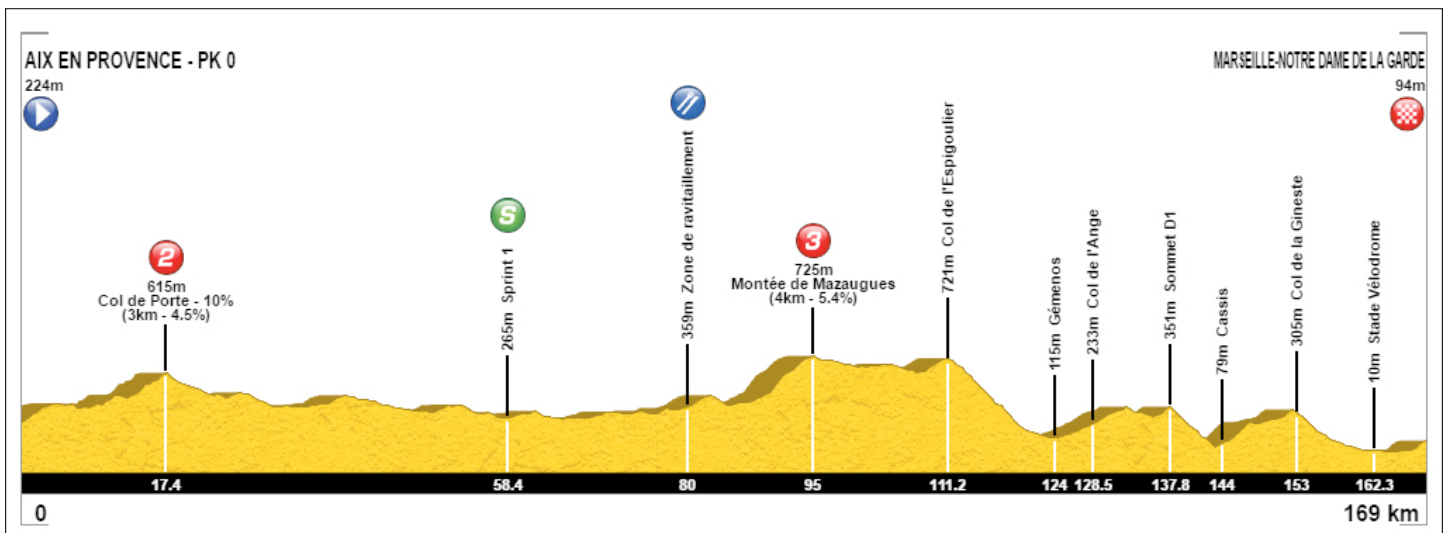 AIX EN PROVENCE - PK 0
224m
MARSEILLE-NOTRE DAME DE LA GARDE
94m
2
615m
Col de Porte - 10%
(3km - 4.5%)
S
265m Sprint 1
359m Zone de ravitaillement
3
725m
Montée de Mazaugues
(4km - 5.4%)
721m Col de l'Espigoulier
115m Gémenos
233m Col de l'Ange
351m Sommet D1
79m Cassis
305m Col de la Gineste
10m Stade Vélodrome
17.4 58.4 80 95 111.2 124 128.5 137.8 144 153 162.3
0 169 km